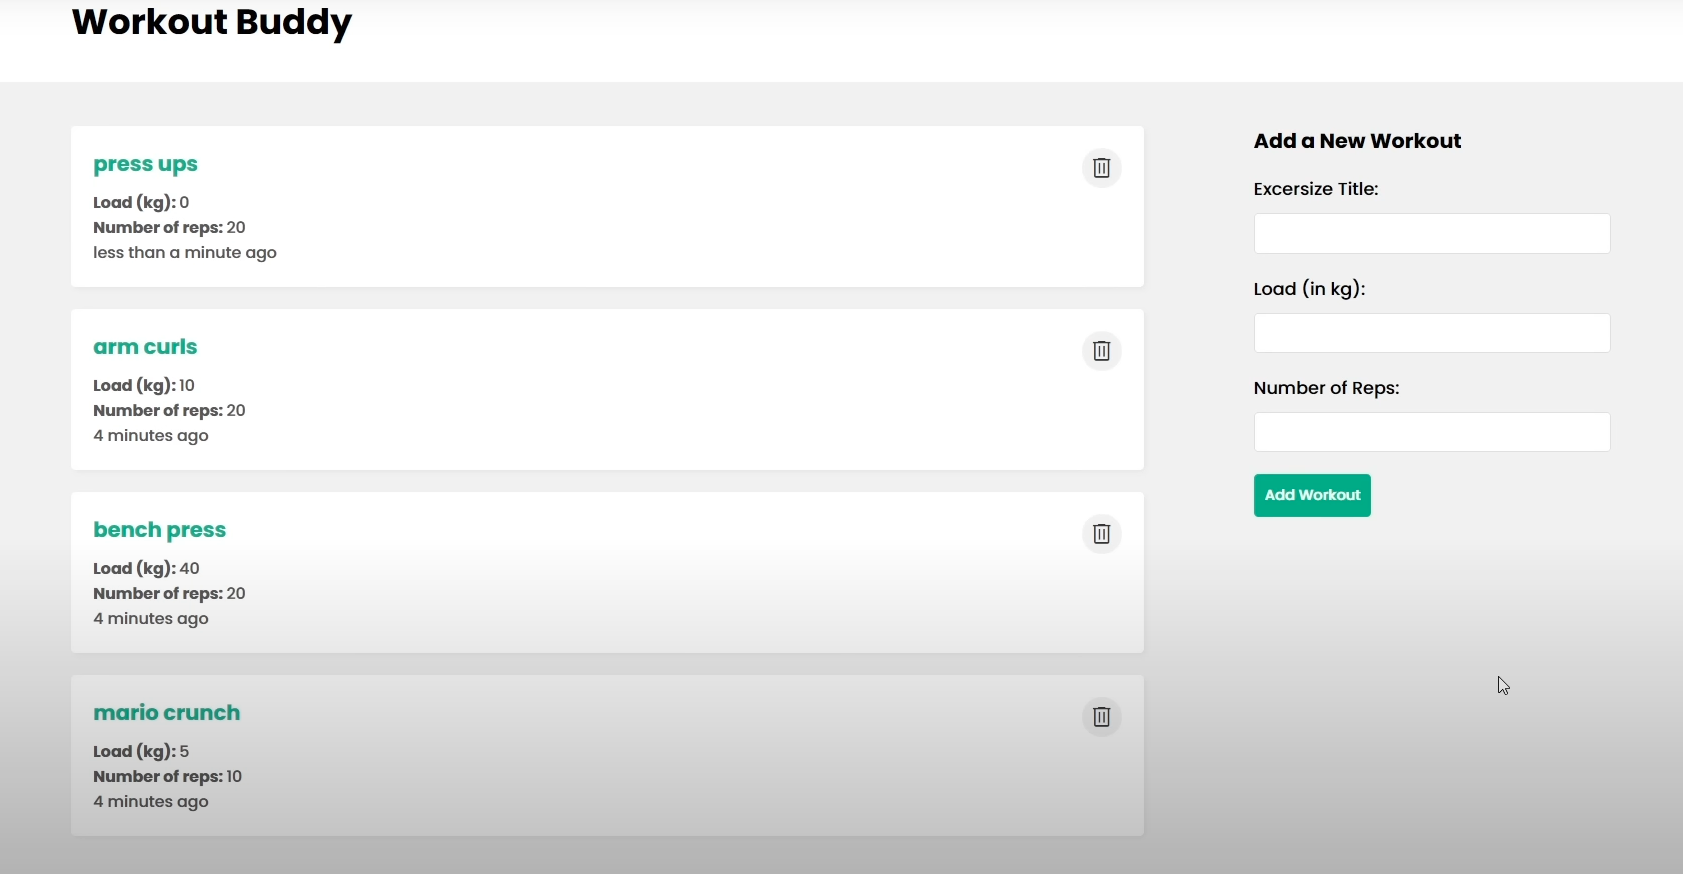 Workout Buddy
press ups
Load (kg): 0
Number of reps: 20
less than a minute ago
arm curls
Load (kg): 10
Number of reps: 20
4 minutes ago
bench press
Load (kg): 40
Number of reps: 20
4 minutes ago
mario crunch
Load (kg): 5
Number of reps: 10
4 minutes ago
Add a New Workout
Excersize Title:
Load (in kg):
Number of Reps:
Add Workout